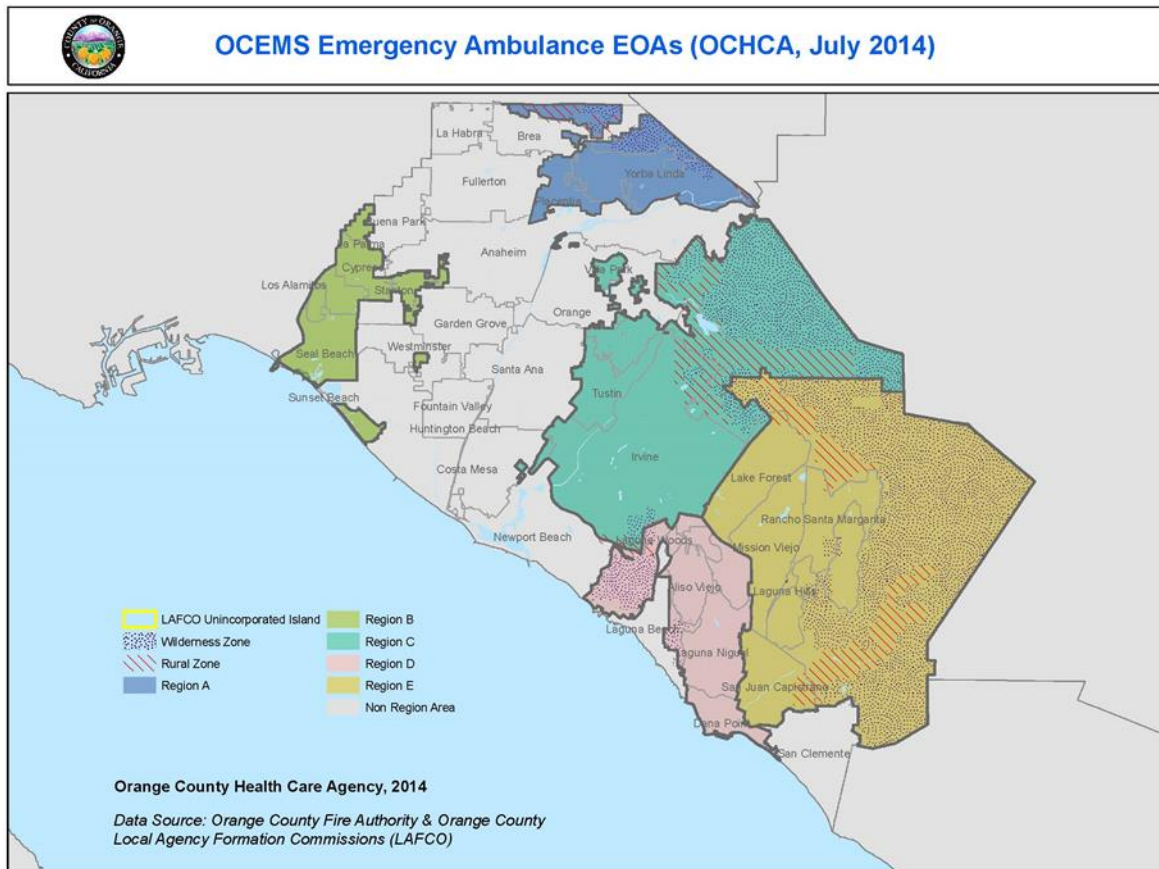 COUNTY OF ORANGE
CALIFORNIA
OCEMS Emergency Ambulance EOAs (OCHCA, July 2014)
La Habra
Brea
Fullerton
Yorba Linda
Placentia
Buena Park
La Palma
Anaheim
Cypress
Villa Park
Los Alamitos
Stanton
Orange
Garden Grove
Westminster
Seal Beach
Santa Ana
Sunset Beach
Tustin
Fountain Valley
Huntington Beach
Irvine
Costa Mesa
Lake Forest
Rancho Santa Margarita
Newport Beach
Laguna Woods
Mission Viejo
Aliso Viejo
Laguna Hills
Laguna Beach
Laguna Niguel
San Juan Capistrano
Dana Point
San Clemente
LAFCO Unincorporated Island
Wilderness Zone
Rural Zone
Region A
Region B
Region C
Region D
Region E
Non Region Area
Orange County Health Care Agency, 2014
Data Source: Orange County Fire Authority & Orange County
Local Agency Formation Commissions (LAFCO)